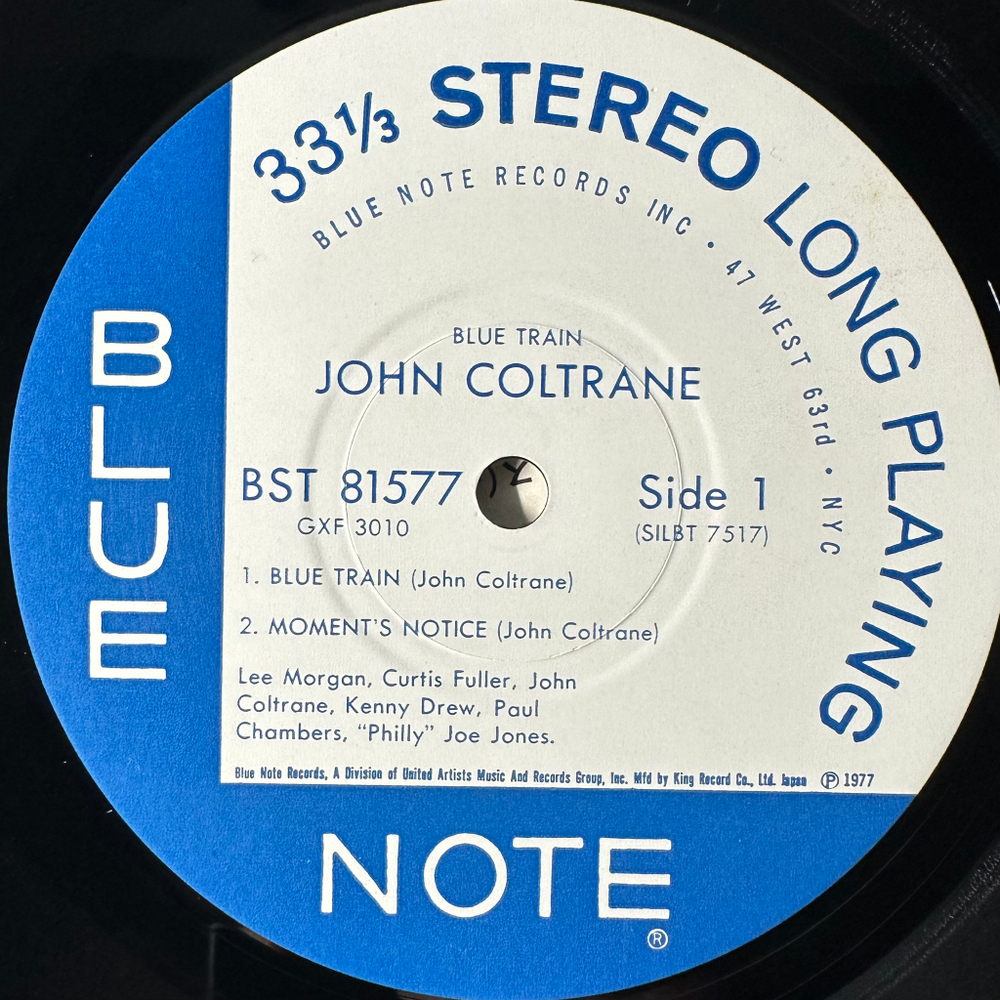 33⅓ STEREO LONG PLAYING
BLUE NOTE RECORDS INC • 47 WEST 63rd • NYC
BLUE TRAIN
JOHN COLTRANE
BST 81577
GXF 3010
Side 1
(SILBT 7517)
1. BLUE TRAIN (John Coltrane)
2. MOMENT'S NOTICE (John Coltrane)
Lee Morgan, Curtis Fuller, John
Coltrane, Kenny Drew, Paul
Chambers, “Philly” Joe Jones.
Blue Note Records, A Division of United Artists Music And Records Group, Inc. Mfd by King Record Co., Ltd. Japan ℗ 1977
BLUE
NOTE
®